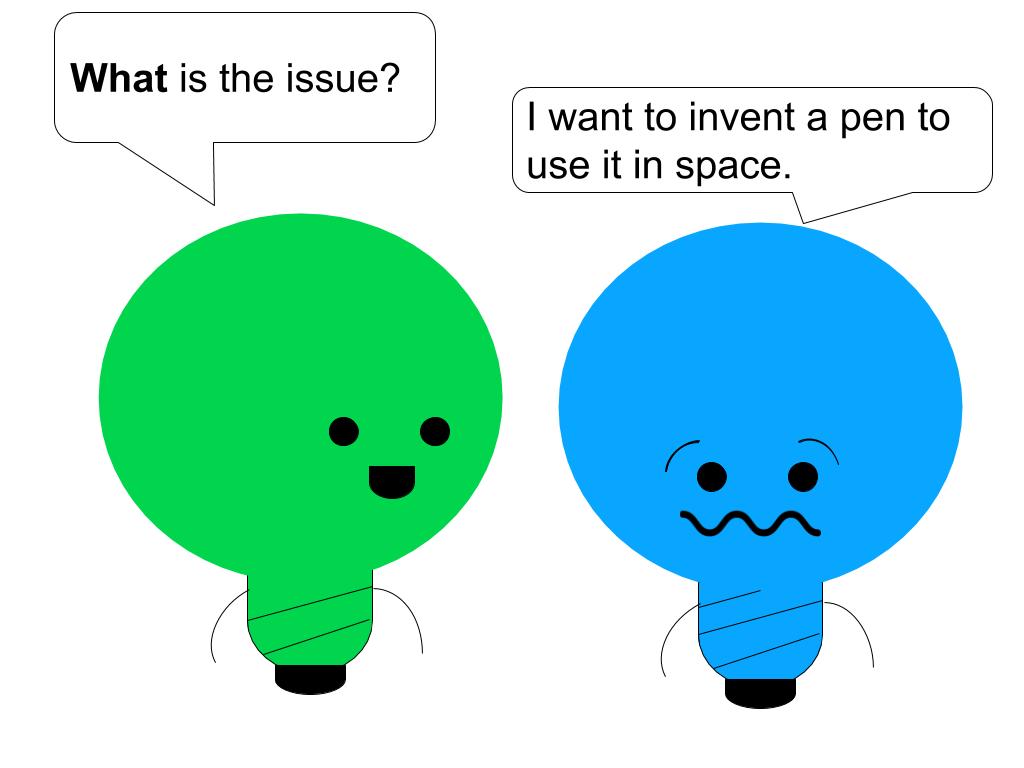 What is the issue?
I want to invent a pen to
use it in space.